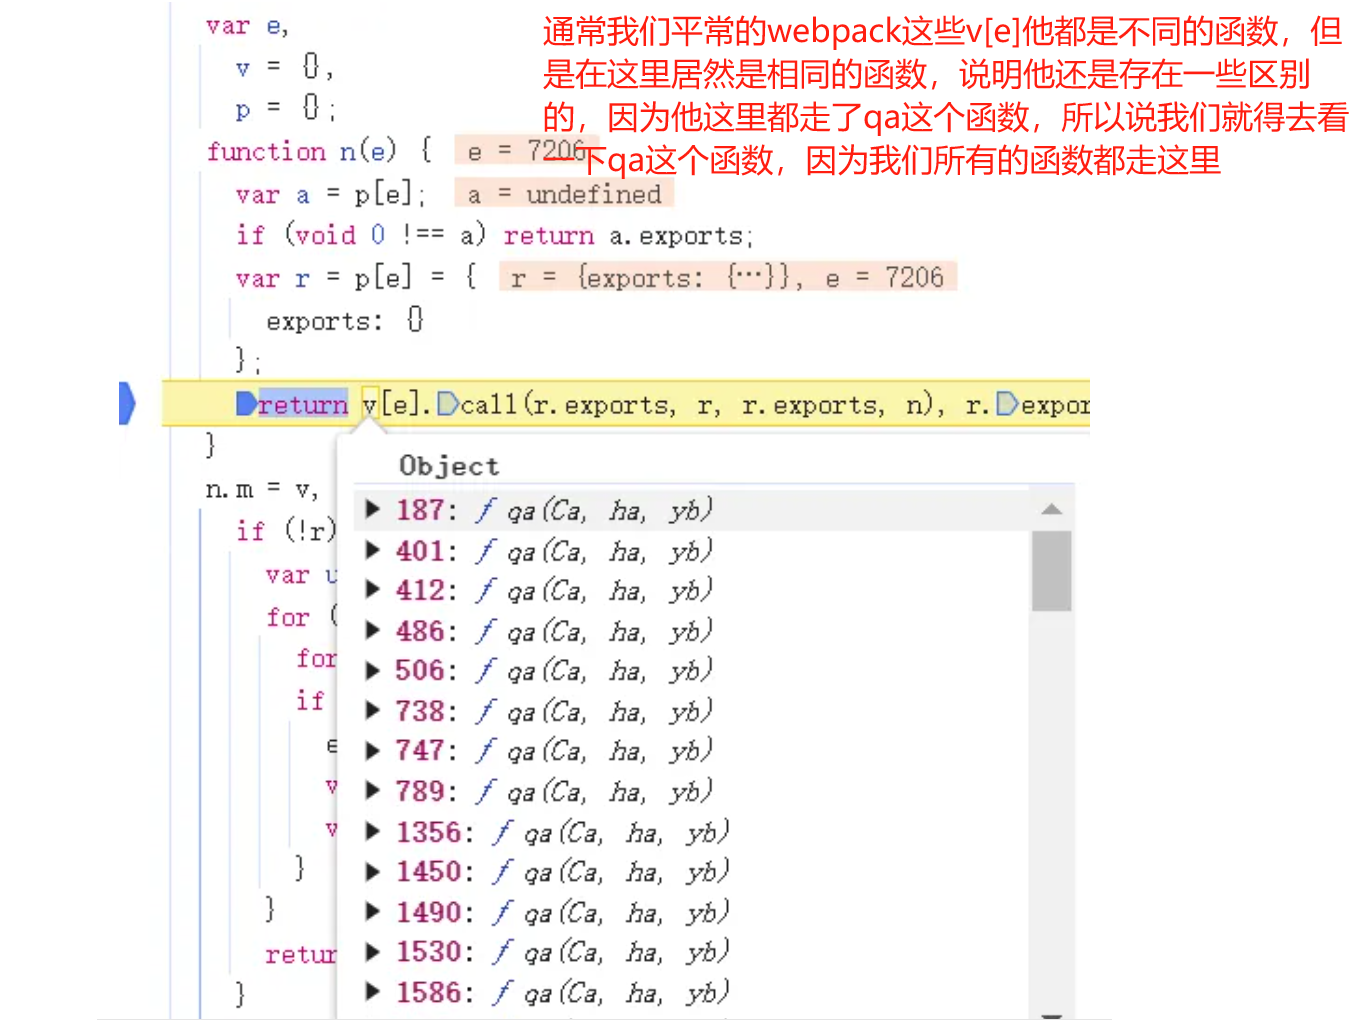 var e,
通常我们平常的webpack这些v[e]他都是不同的函数，但
是在这里居然是相同的函数，说明他还是存在一些区别
的，因为他这里都走了qa这个函数，所以说我们就得去看
一下qa这个函数，因为我们所有的函数都走这里
v = {},
p = {};
function n(e) { e = 7206
var a = p[e]; a = undefined
if (void 0 !== a) return a.exports;
var r = p[e] = { r = {exports: {…}}, e = 7206
exports: {}
};
return v[e].call(r.exports, r, r.exports, n), r.expor
}
Object
n.m = v,
187: ƒ qa(Ca, ha, yb)
if (!r)
401: ƒ qa(Ca, ha, yb)
var u
412: ƒ qa(Ca, ha, yb)
for (
486: ƒ qa(Ca, ha, yb)
for
506: ƒ qa(Ca, ha, yb)
if
738: ƒ qa(Ca, ha, yb)
e
747: ƒ qa(Ca, ha, yb)
v
789: ƒ qa(Ca, ha, yb)
v
1356: ƒ qa(Ca, ha, yb)
}
1450: ƒ qa(Ca, ha, yb)
}
1490: ƒ qa(Ca, ha, yb)
retur
1530: ƒ qa(Ca, ha, yb)
}
1586: ƒ qa(Ca, ha, yb)